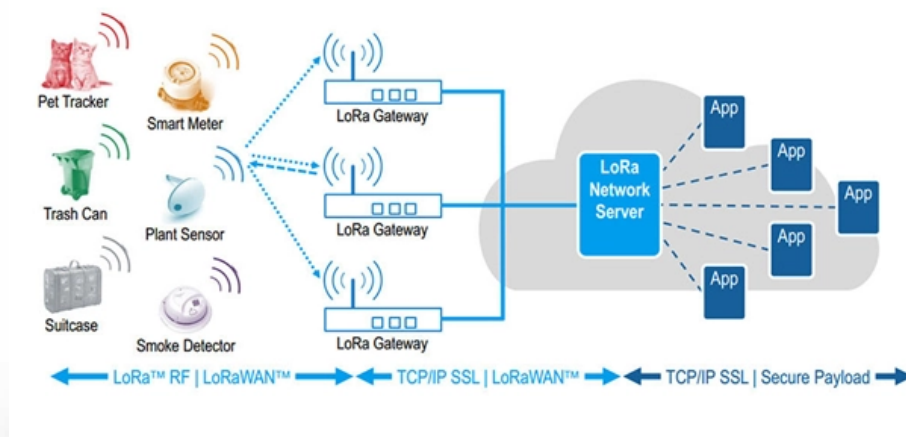 Pet Tracker
Smart Meter
Trash Can
Plant Sensor
Suitcase
Smoke Detector
LoRa Gateway
LoRa Gateway
LoRa Gateway
LoRa
Network
Server
App
App
App
App
App
LoRa™ RF | LoRaWAN™
TCP/IP SSL | LoRaWAN™
TCP/IP SSL | Secure Payload